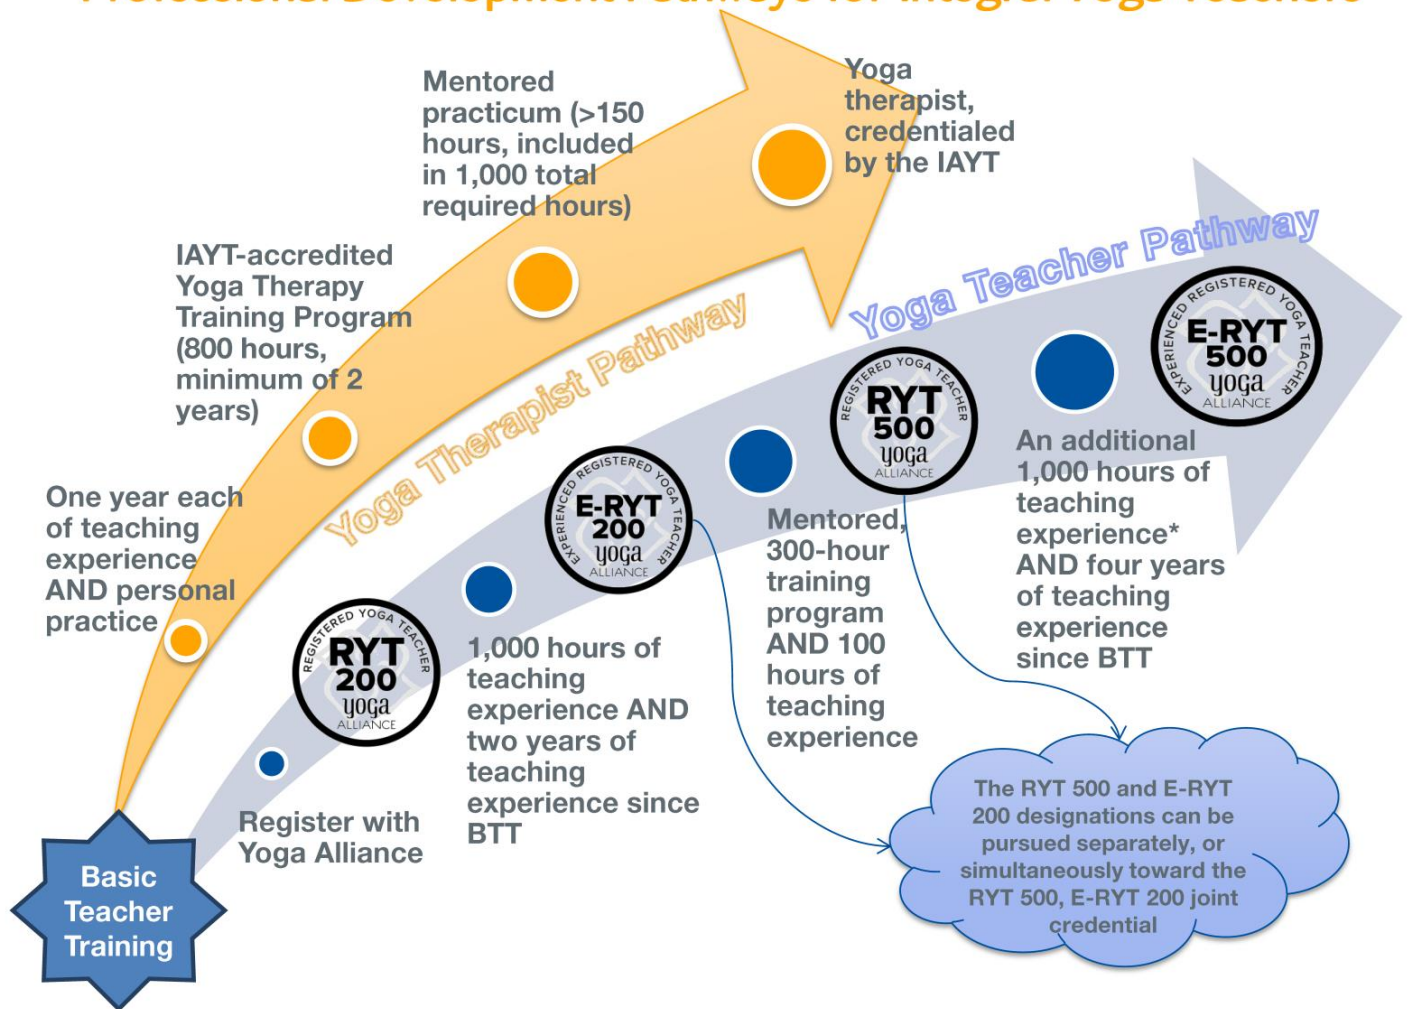 Professional Development Pathways for Integral Yoga Teachers
Mentored
practicum (>150
hours, included
in 1,000 total
required hours)
Yoga
therapist,
credentialed
by the IAYT
IAYT-accredited
Yoga Therapy
Training Program
(800 hours,
minimum of 2
years)
One year each
of teaching
experience
AND personal
practice
Yoga Therapist Pathway
Yoga Teacher Pathway
REGISTERED YOGA TEACHER
RYT
200
yoga
ALLIANCE
EXPERIENCED REGISTERED YOGA TEACHER
E-RYT
200
yoga
ALLIANCE
REGISTERED YOGA TEACHER
RYT
500
yoga
ALLIANCE
EXPERIENCED REGISTERED YOGA TEACHER
E-RYT
500
yoga
ALLIANCE
Register with
Yoga Alliance
1,000 hours of
teaching
experience AND
two years of
teaching
experience since
BTT
Mentored,
300-hour
training
program
AND 100
hours of
teaching
experience
An additional
1,000 hours of
teaching
experience*
AND four years
of teaching
experience
since BTT
Basic
Teacher
Training
The RYT 500 and E-RYT
200 designations can be
pursued separately, or
simultaneously toward the
RYT 500, E-RYT 200 joint
credential